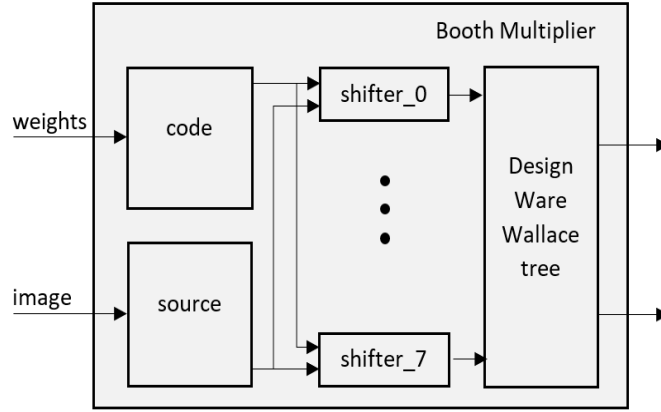 Booth Multiplier
weights
code
shifter_0
Design
Ware
Wallace
tree
image
source
shifter_7